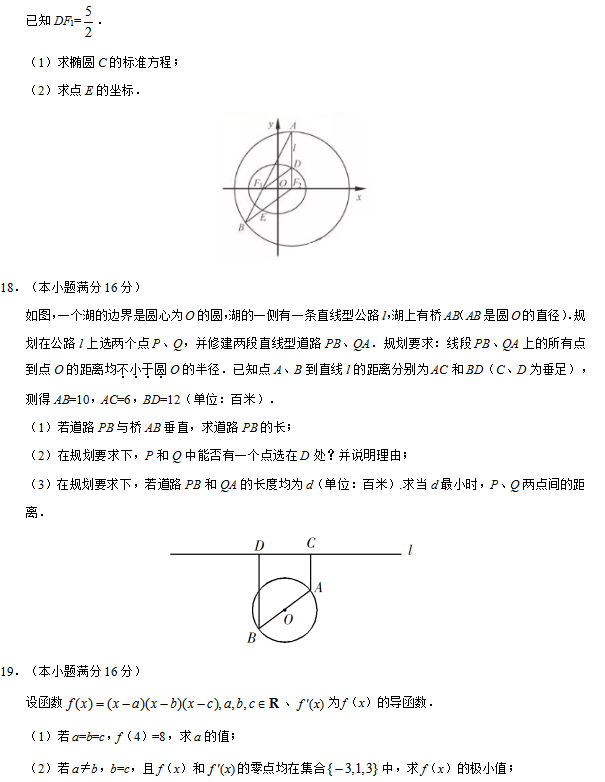 已知 DF₁=5/2．
（1）求椭圆 C 的标准方程；
（2）求点 E 的坐标．
y
A
l
D
F₁
O
F₂
x
E
B
18．（本小题满分 16 分）
如图，一个湖的边界是圆心为 O 的圆，湖的一侧有一条直线型公路 l，湖上有桥 AB（AB 是圆 O 的直径）．规
划在公路 l 上选两个点 P、Q，并修建两段直线型道路 PB、QA．规划要求：线段 PB、QA 上的所有点
到点 O 的距离均不小于圆 O 的半径．已知点 A、B 到直线 l 的距离分别为 AC 和 BD（C、D 为垂足），
测得 AB=10，AC=6，BD=12（单位：百米）．
（1）若道路 PB 与桥 AB 垂直，求道路 PB 的长；
（2）在规划要求下，P 和 Q 中能否有一个点选在 D 处？并说明理由；
（3）在规划要求下，若道路 PB 和 QA 的长度均为 d（单位：百米）.求当 d 最小时，P、Q 两点间的距
离．
D
C
l
A
O
B
19．（本小题满分 16 分）
设函数 f(x)=(x−a)(x−b)(x−c),a,b,c∈R、f′(x) 为 f（x）的导函数．
（1）若 a=b=c，f（4）=8，求 a 的值；
（2）若 a≠b，b=c，且 f（x）和 f′(x) 的零点均在集合{−3,1,3}中，求 f（x）的极小值；